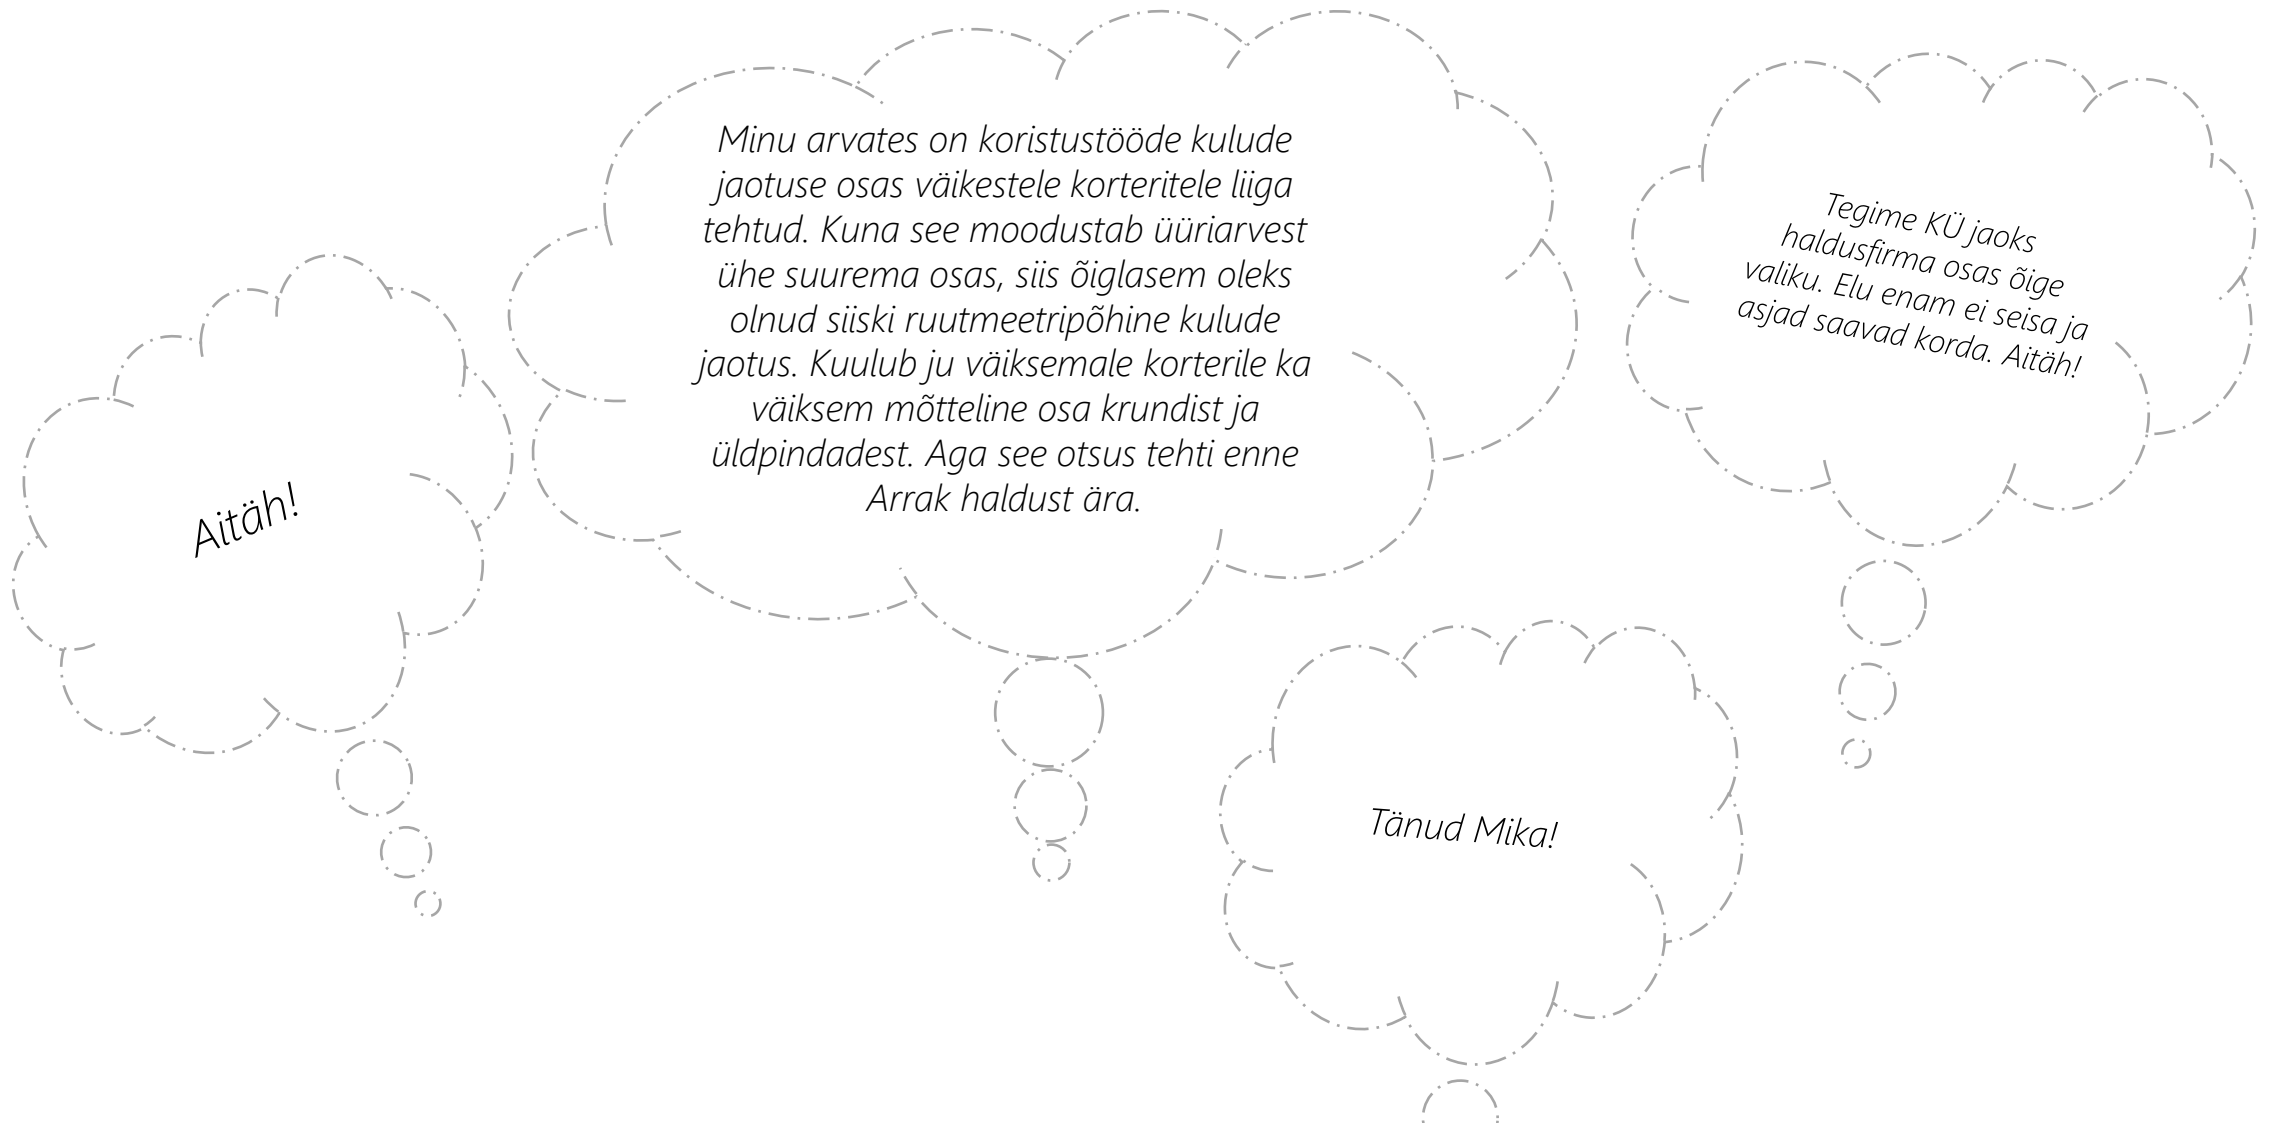 Aitäh!
Minu arvates on koristustööde kulude
jaotuse osas väikestele korteritele liiga
tehtud. Kuna see moodustab üüriarvest
ühe suurema osas, siis õiglasem oleks
olnud siiski ruutmeetripõhine kulude
jaotus. Kuulub ju väiksemale korterile ka
väiksem mõtteline osa krundist ja
üldpindadest. Aga see otsus tehti enne
Arrak haldust ära.
Tegime KÜ jaoks
haldusfirma osas õige
valiku. Elu enam ei seisa ja
asjad saavad korda. Aitäh!
Tänud Mika!